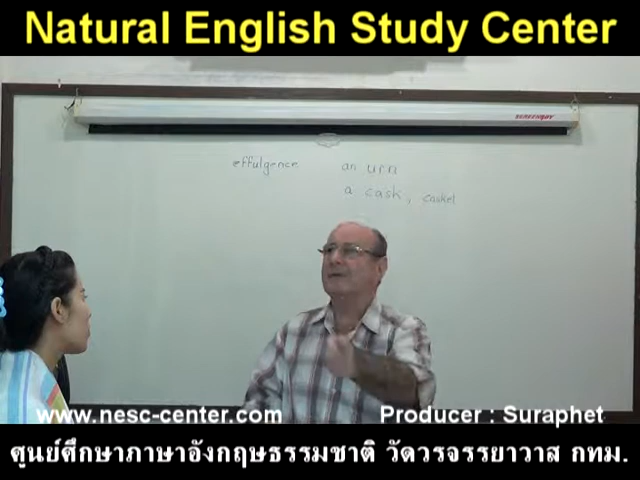 Natural English Study Center
SCREENBOY
effulgence an urn
a cask, casket
www.nesc-center.com Producer : Suraphet
ศูนย์ศึกษาภาษาอังกฤษธรรมชาติ วัดวรจรรยาวาส กทม.